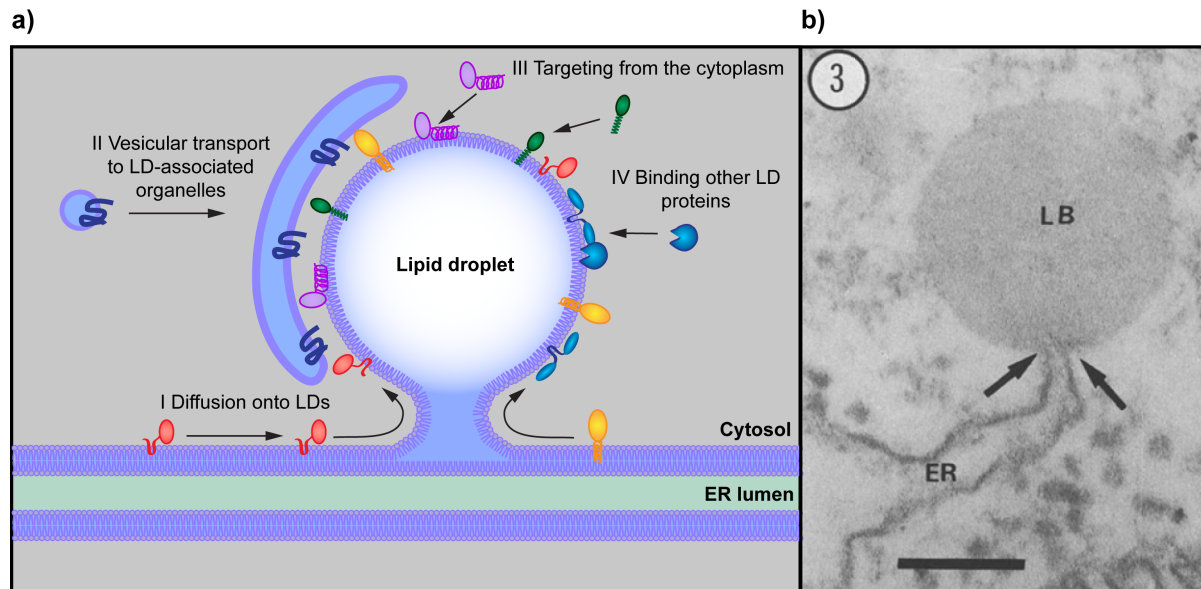 a)
II Vesicular transport
to LD-associated
organelles
III Targeting from the cytoplasm
IV Binding other LD
proteins
Lipid droplet
I Diffusion onto LDs
Cytosol
ER lumen
b)
3
LB
ER